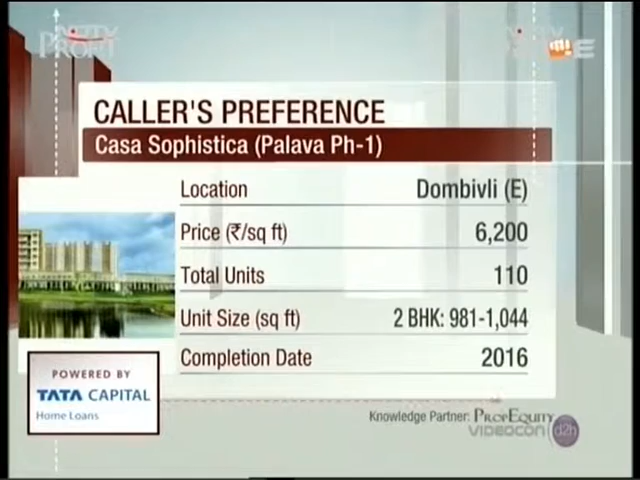 NDTV
PROFIT
NDTV
CALLER'S PREFERENCE
Casa Sophistica (Palava Ph-1)
Location Dombivli (E)
Price (₹/sq ft) 6,200
Total Units 110
Unit Size (sq ft) 2 BHK: 981-1,044
Completion Date 2016
POWERED BY
TATA CAPITAL
Home Loans
Knowledge Partner: PROPEQUITY
VIDEOCON d2h